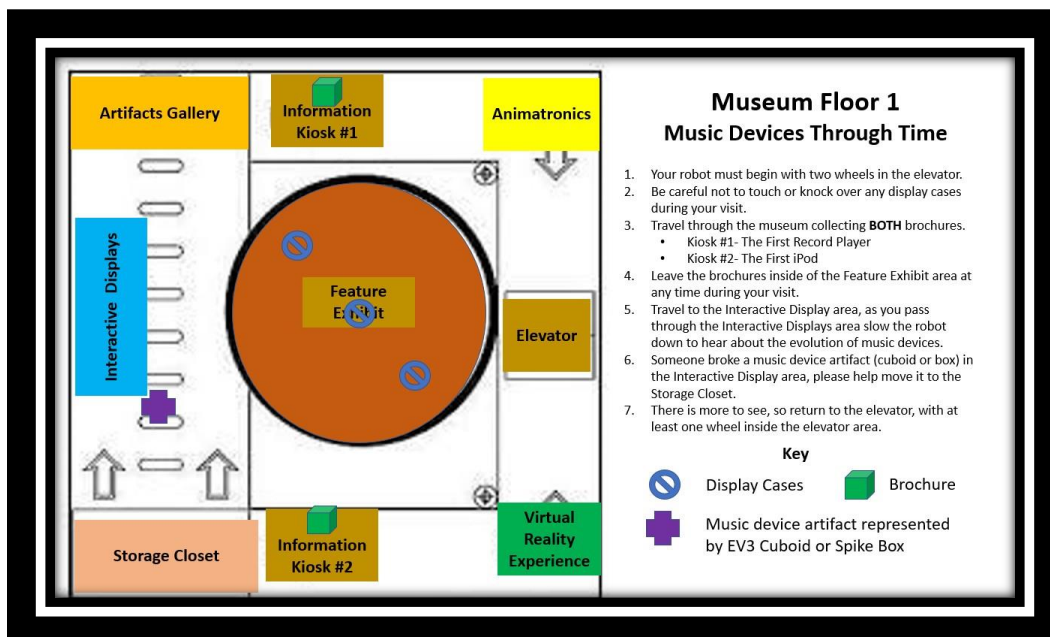 Artifacts Gallery
Information
Kiosk #1
Animatronics
Interactive Displays
Feature
Exhibit
Elevator
Storage Closet
Information
Kiosk #2
Virtual
Reality
Experience
Museum Floor 1
Music Devices Through Time
1. Your robot must begin with two wheels in the elevator.
2. Be careful not to touch or knock over any display cases
during your visit.
3. Travel through the museum collecting BOTH brochures.
• Kiosk #1- The First Record Player
• Kiosk #2- The First iPod
4. Leave the brochures inside of the Feature Exhibit area at
any time during your visit.
5. Travel to the Interactive Display area, as you pass
through the Interactive Displays area slow the robot
down to hear about the evolution of music devices.
6. Someone broke a music device artifact (cuboid or box) in
the Interactive Display area, please help move it to the
Storage Closet.
7. There is more to see, so return to the elevator, with at
least one wheel inside the elevator area.
Key
Display Cases
Brochure
Music device artifact represented
by EV3 Cuboid or Spike Box